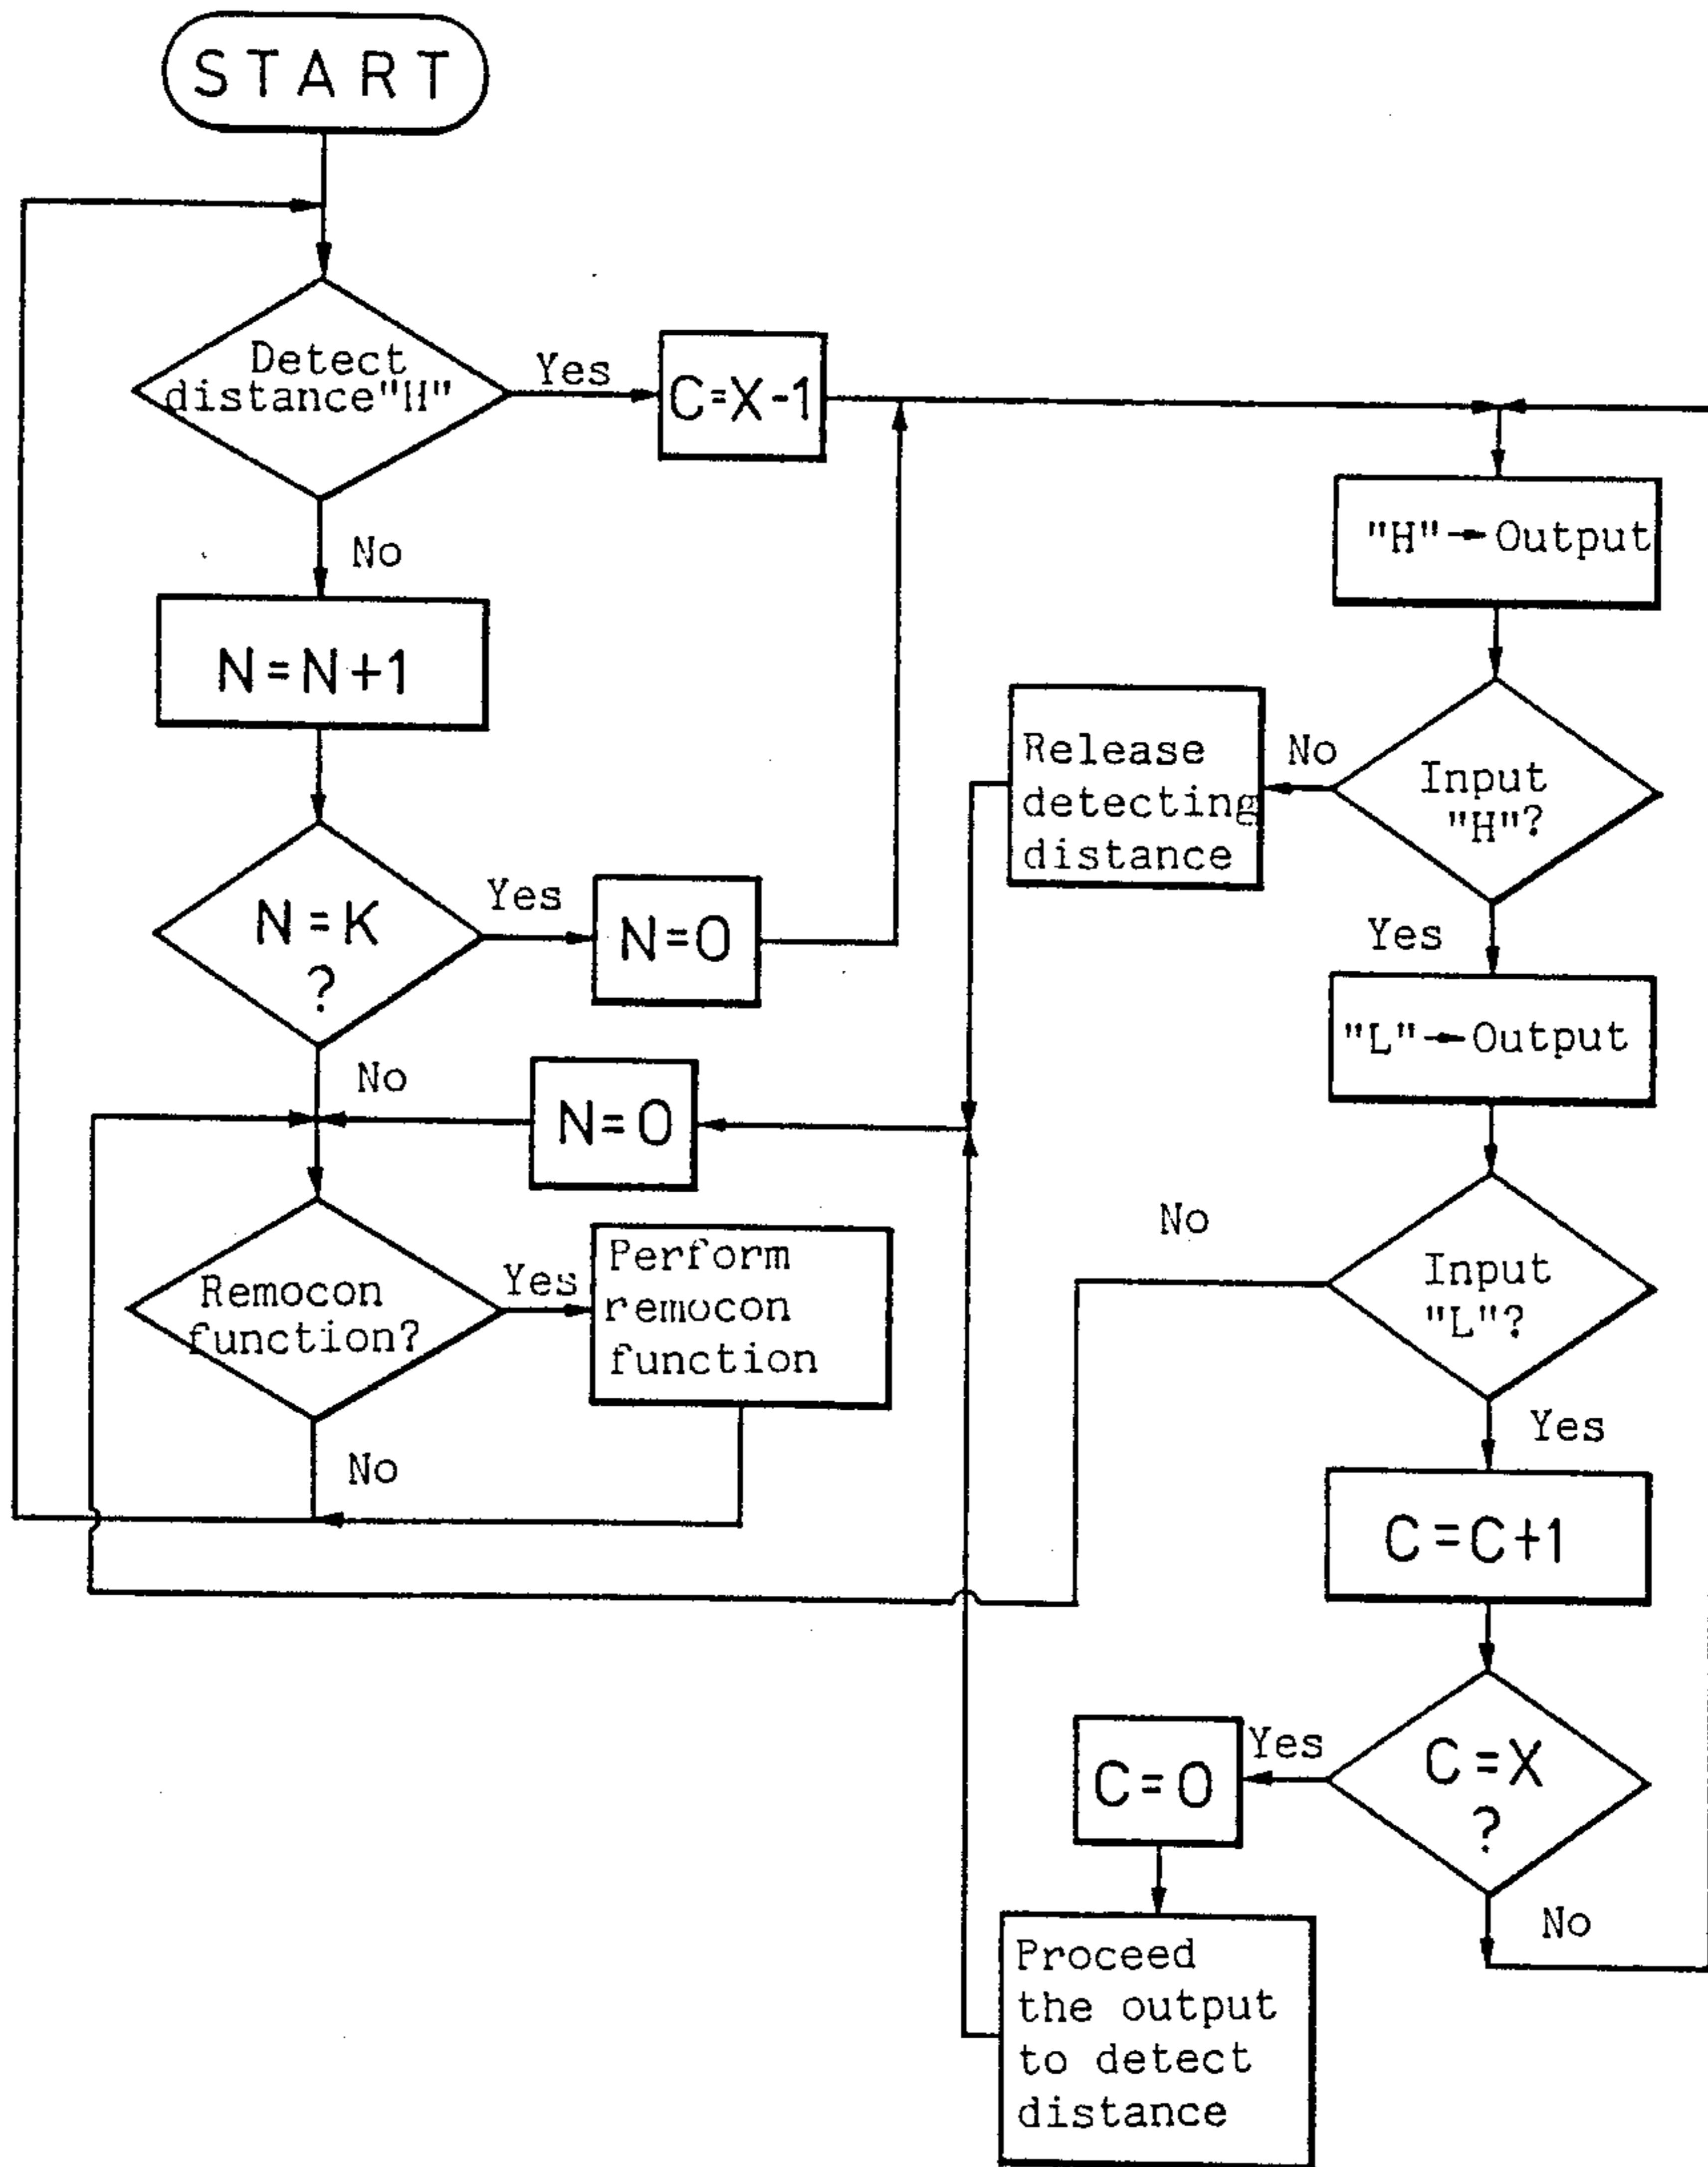 START
Detect
distance"H"
Yes
C=X-1
No
N=N+1
N=K
?
Yes
N=0
No
N=0
Remocon
function?
Yes
Perform
remocon
function
No
"H"→Output
Input
"H"?
No
Release
detecting
distance
Yes
"L"←Output
Input
"L"?
No
Yes
C=C+1
C=X
?
Yes
C=0
No
Proceed
the output
to detect
distance